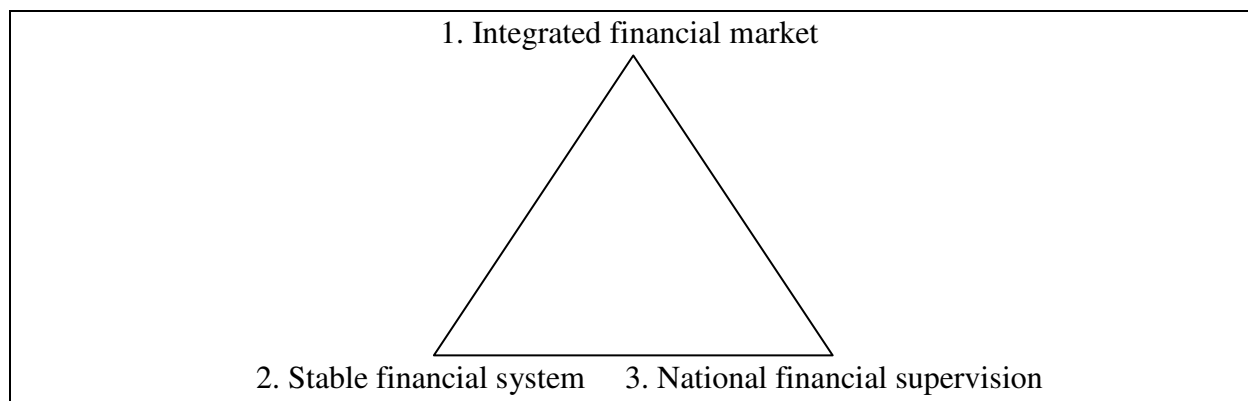 1. Integrated financial market
2. Stable financial system 3. National financial supervision